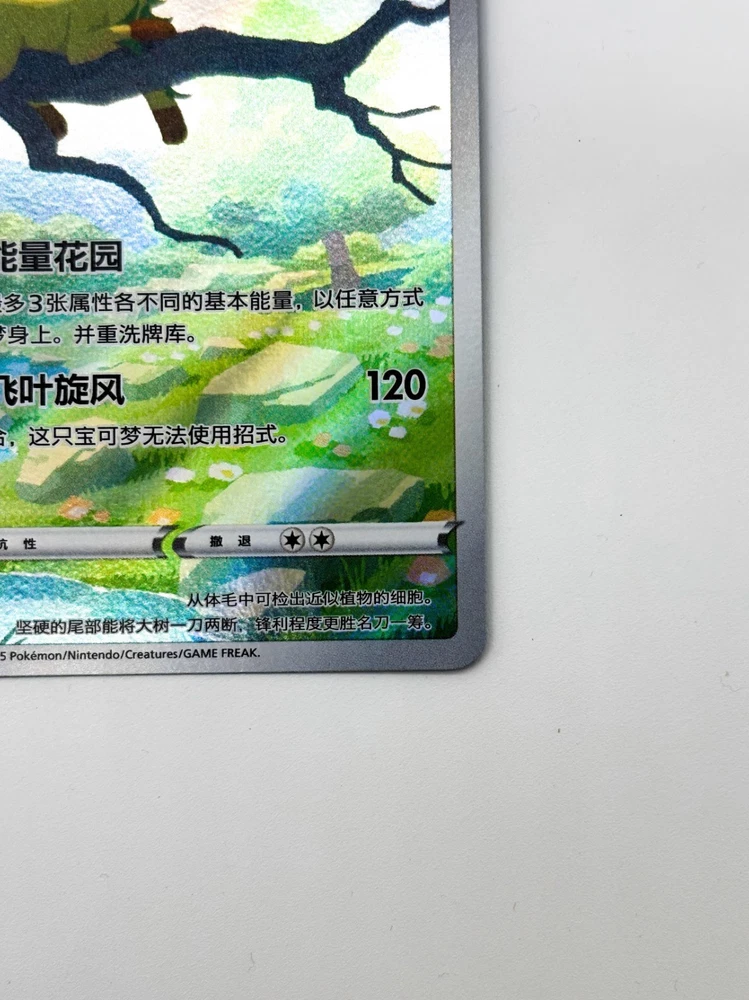 能量花园
多3张属性各不同的基本能量，以任意方式
身上。并重洗牌库。
飞叶旋风 120
，这只宝可梦无法使用招式。
抗 性 撤 退
从体毛中可检出近似植物的细胞。
坚硬的尾部能将大树一刀两断，锋利程度更胜名刀一筹。
5 Pokémon/Nintendo/Creatures/GAME FREAK.